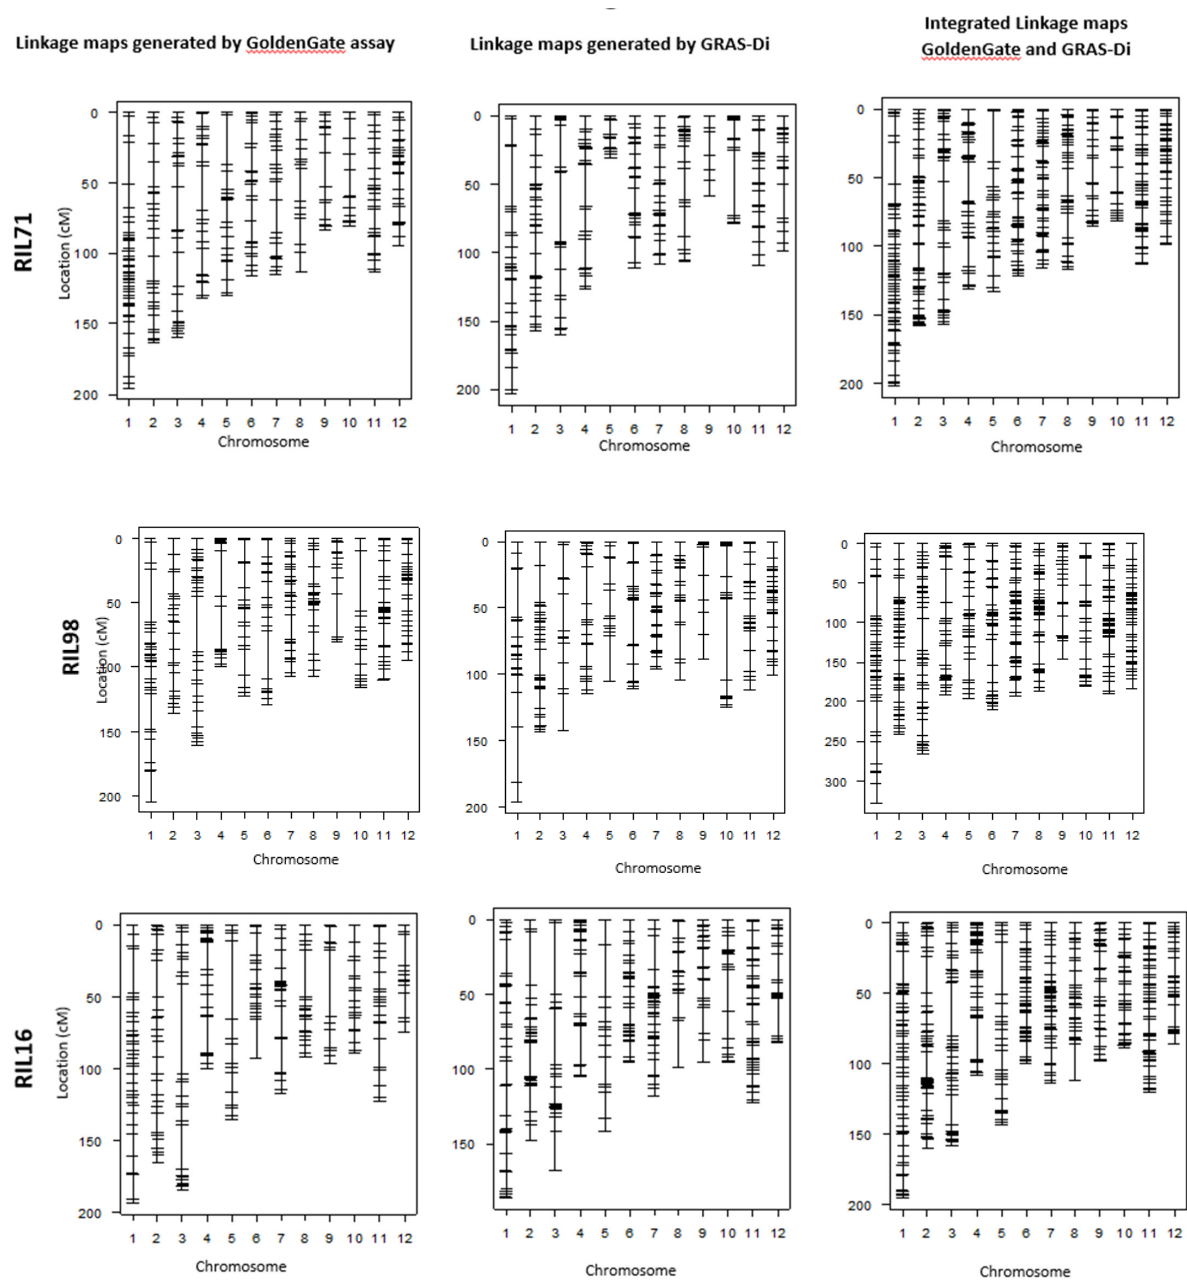 Linkage maps generated by GoldenGate assay
Linkage maps generated by GRAS-Di
Integrated Linkage maps
GoldenGate and GRAS-Di
RIL71
Location (cM)
0
50
100
150
200
1 2 3 4 5 6 7 8 9 10 11 12
Chromosome
0
50
100
150
200
1 2 3 4 5 6 7 8 9 10 11 12
Chromosome
0
50
100
150
200
1 2 3 4 5 6 7 8 9 10 11 12
Chromosome
RIL98
Location (cM)
0
50
100
150
200
1 2 3 4 5 6 7 8 9 10 11 12
Chromosome
0
50
100
150
200
1 2 3 4 5 6 7 8 9 10 11 12
Chromosome
0
50
100
150
200
250
300
1 2 3 4 5 6 7 8 9 10 11 12
Chromosome
RIL16
Location (cM)
0
50
100
150
200
1 2 3 4 5 6 7 8 9 10 11 12
Chromosome
0
50
100
150
1 2 3 4 5 6 7 8 9 10 11 12
Chromosome
0
50
100
150
200
1 2 3 4 5 6 7 8 9 10 11 12
Chromosome